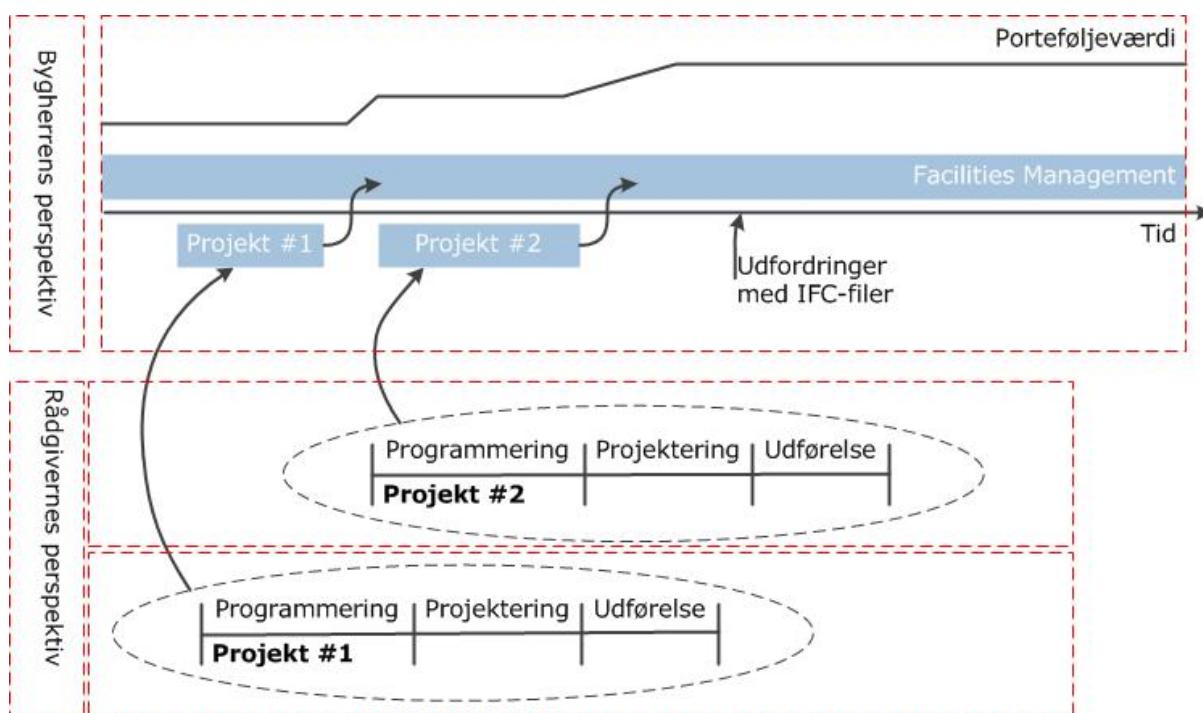 Bygherrens perspektiv
Porteføljeværdi
Facilities Management
Tid
Projekt #1
Projekt #2
Udfordringer
med IFC-filer
Rådgivernes perspektiv
Programmering
Projektering
Udførelse
Projekt #2
Programmering
Projektering
Udførelse
Projekt #1